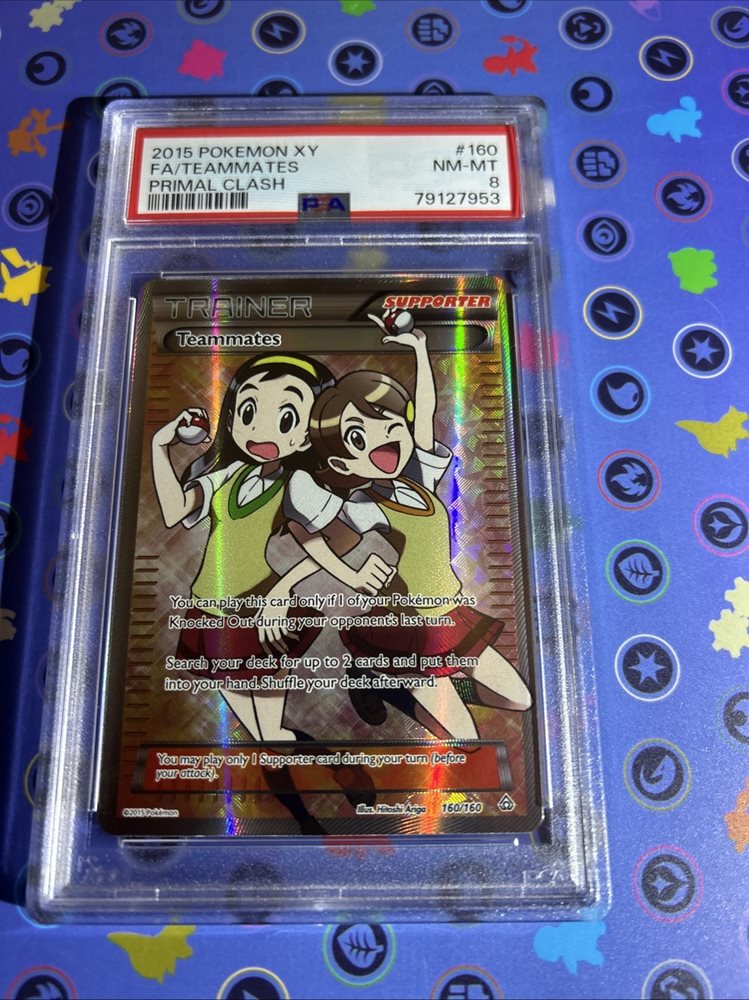 2015 POKEMON XY #160
FA/TEAMMATES NM-MT
PRIMAL CLASH 8
PSA 79127953
TRAINER SUPPORTER
Teammates
You can play this card only if 1 of your Pokémon was
Knocked Out during your opponent's last turn.
Search your deck for up to 2 cards and put them
into your hand. Shuffle your deck afterward.
You may play only 1 Supporter card during your turn (before
your attack).
©2015 Pokémon Illus. Hitoshi Ariga 160/160